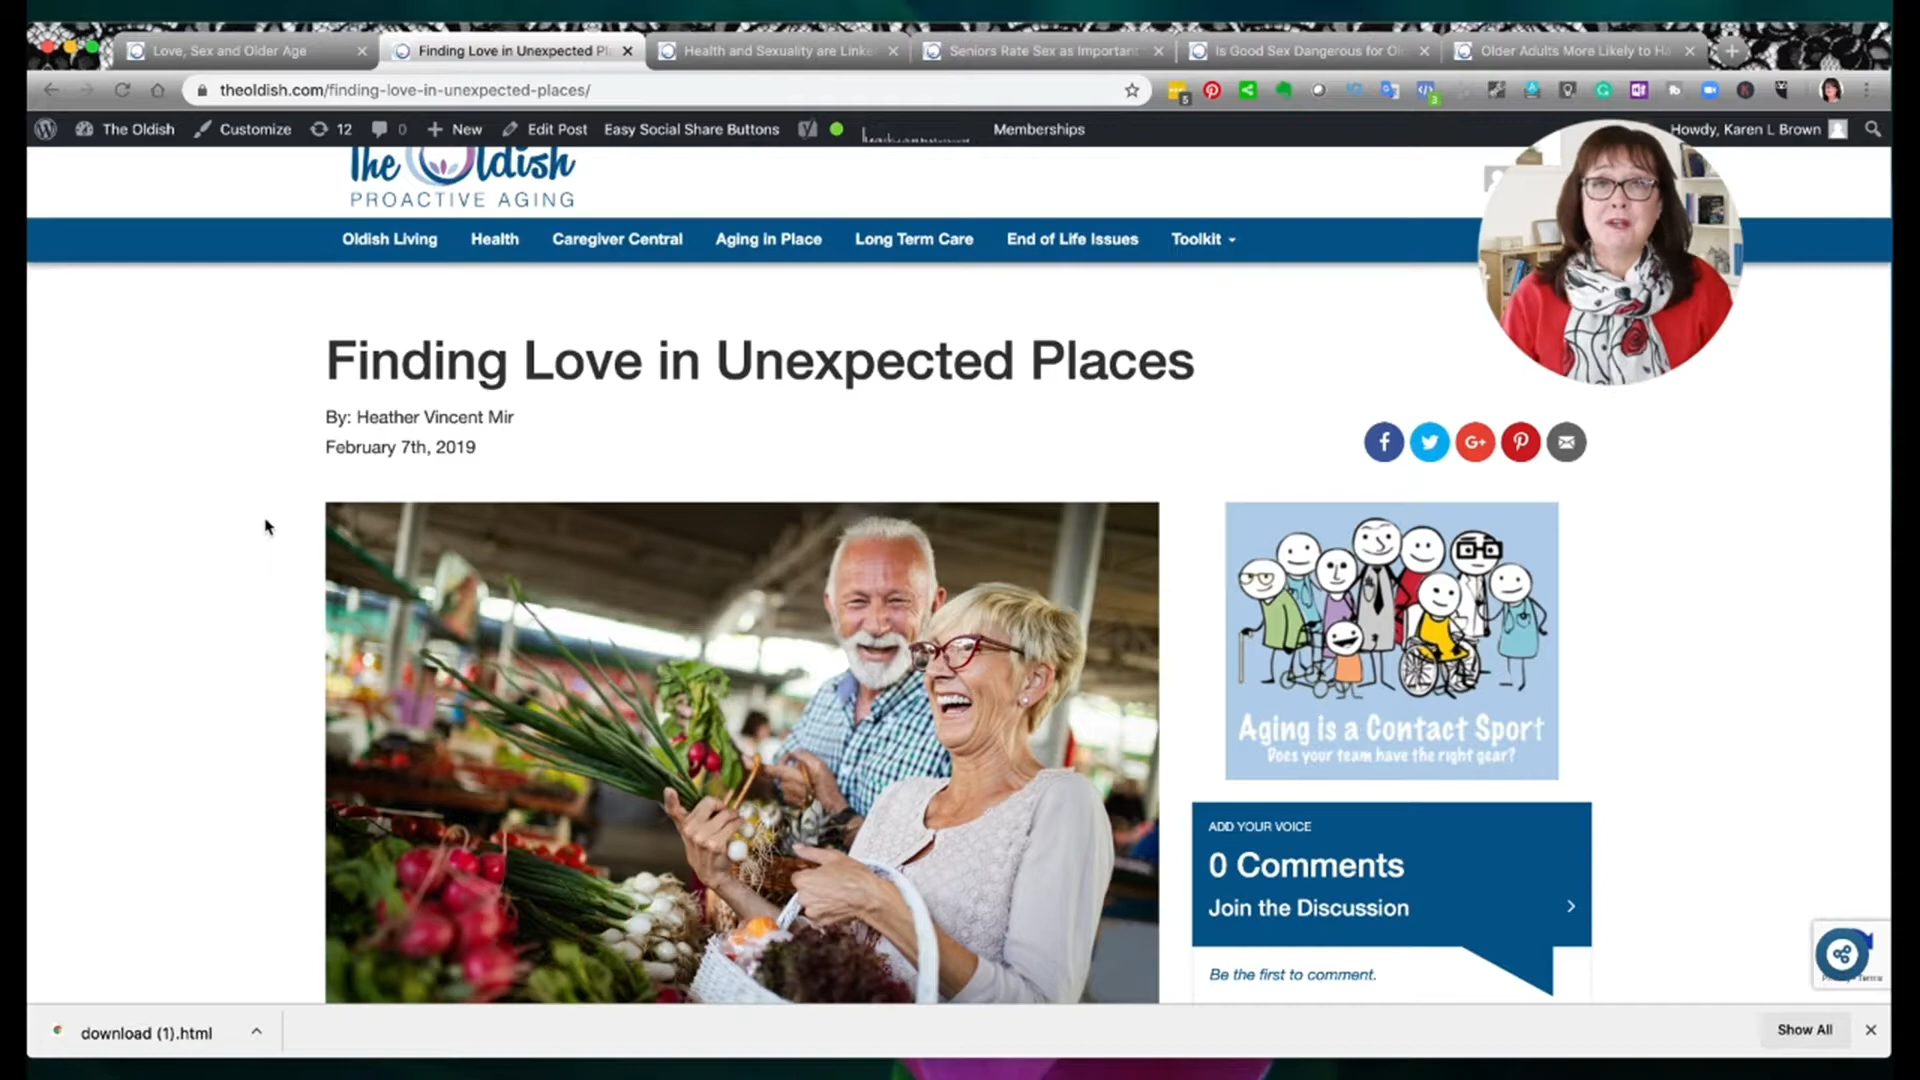 Love, Sex and Older Age
Finding Love in Unexpected Pl
Health and Sexuality are Linke
Seniors Rate Sex as Important
Is Good Sex Dangerous for Ol
Older Adults More Likely to Ha
theoldish.com/finding-love-in-unexpected-places/
5
3
The Oldish
Customize
12
0
New
Edit Post
Easy Social Share Buttons
Memberships
Howdy, Karen L Brown
The Oldish
PROACTIVE AGING
Oldish Living
Health
Caregiver Central
Aging in Place
Long Term Care
End of Life Issues
Toolkit
Finding Love in Unexpected Places
By: Heather Vincent Mir
February 7th, 2019
Aging is a Contact Sport
Does your team have the right gear?
ADD YOUR VOICE
0 Comments
Join the Discussion
Be the first to comment.
download (1).html
Show All